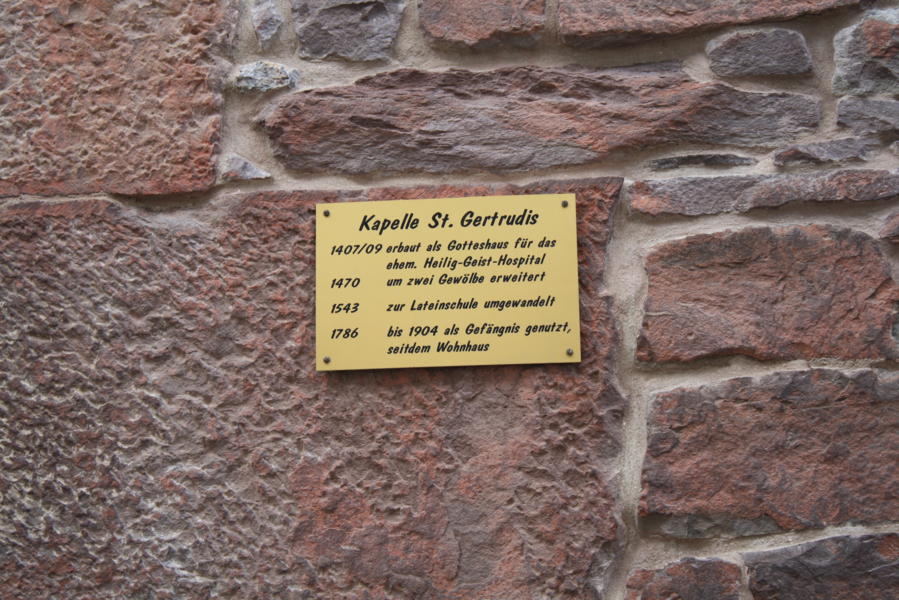 Kapelle St. Gertrudis
1407/09 erbaut als Gotteshaus für das
ehem. Heilig-Geist-Hospital
1470 um zwei Gewölbe erweitert
1543 zur Lateinschule umgewandelt
1786 bis 1904 als Gefängnis genutzt,
seitdem Wohnhaus